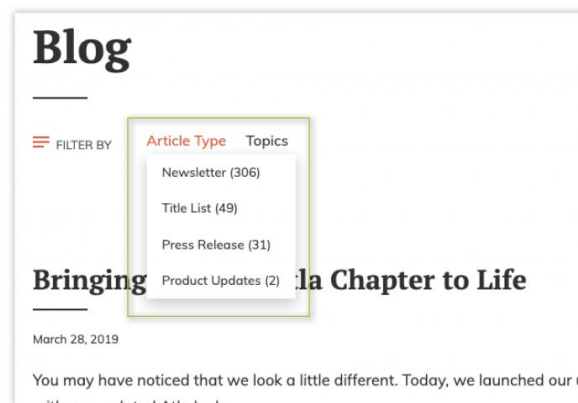 Blog
FILTER BY Article Type Topics
Newsletter (306)
Title List (49)
Press Release (31)
Product Updates (2)
Bringing la Chapter to Life
March 28, 2019
You may have noticed that we look a little different. Today, we launched our